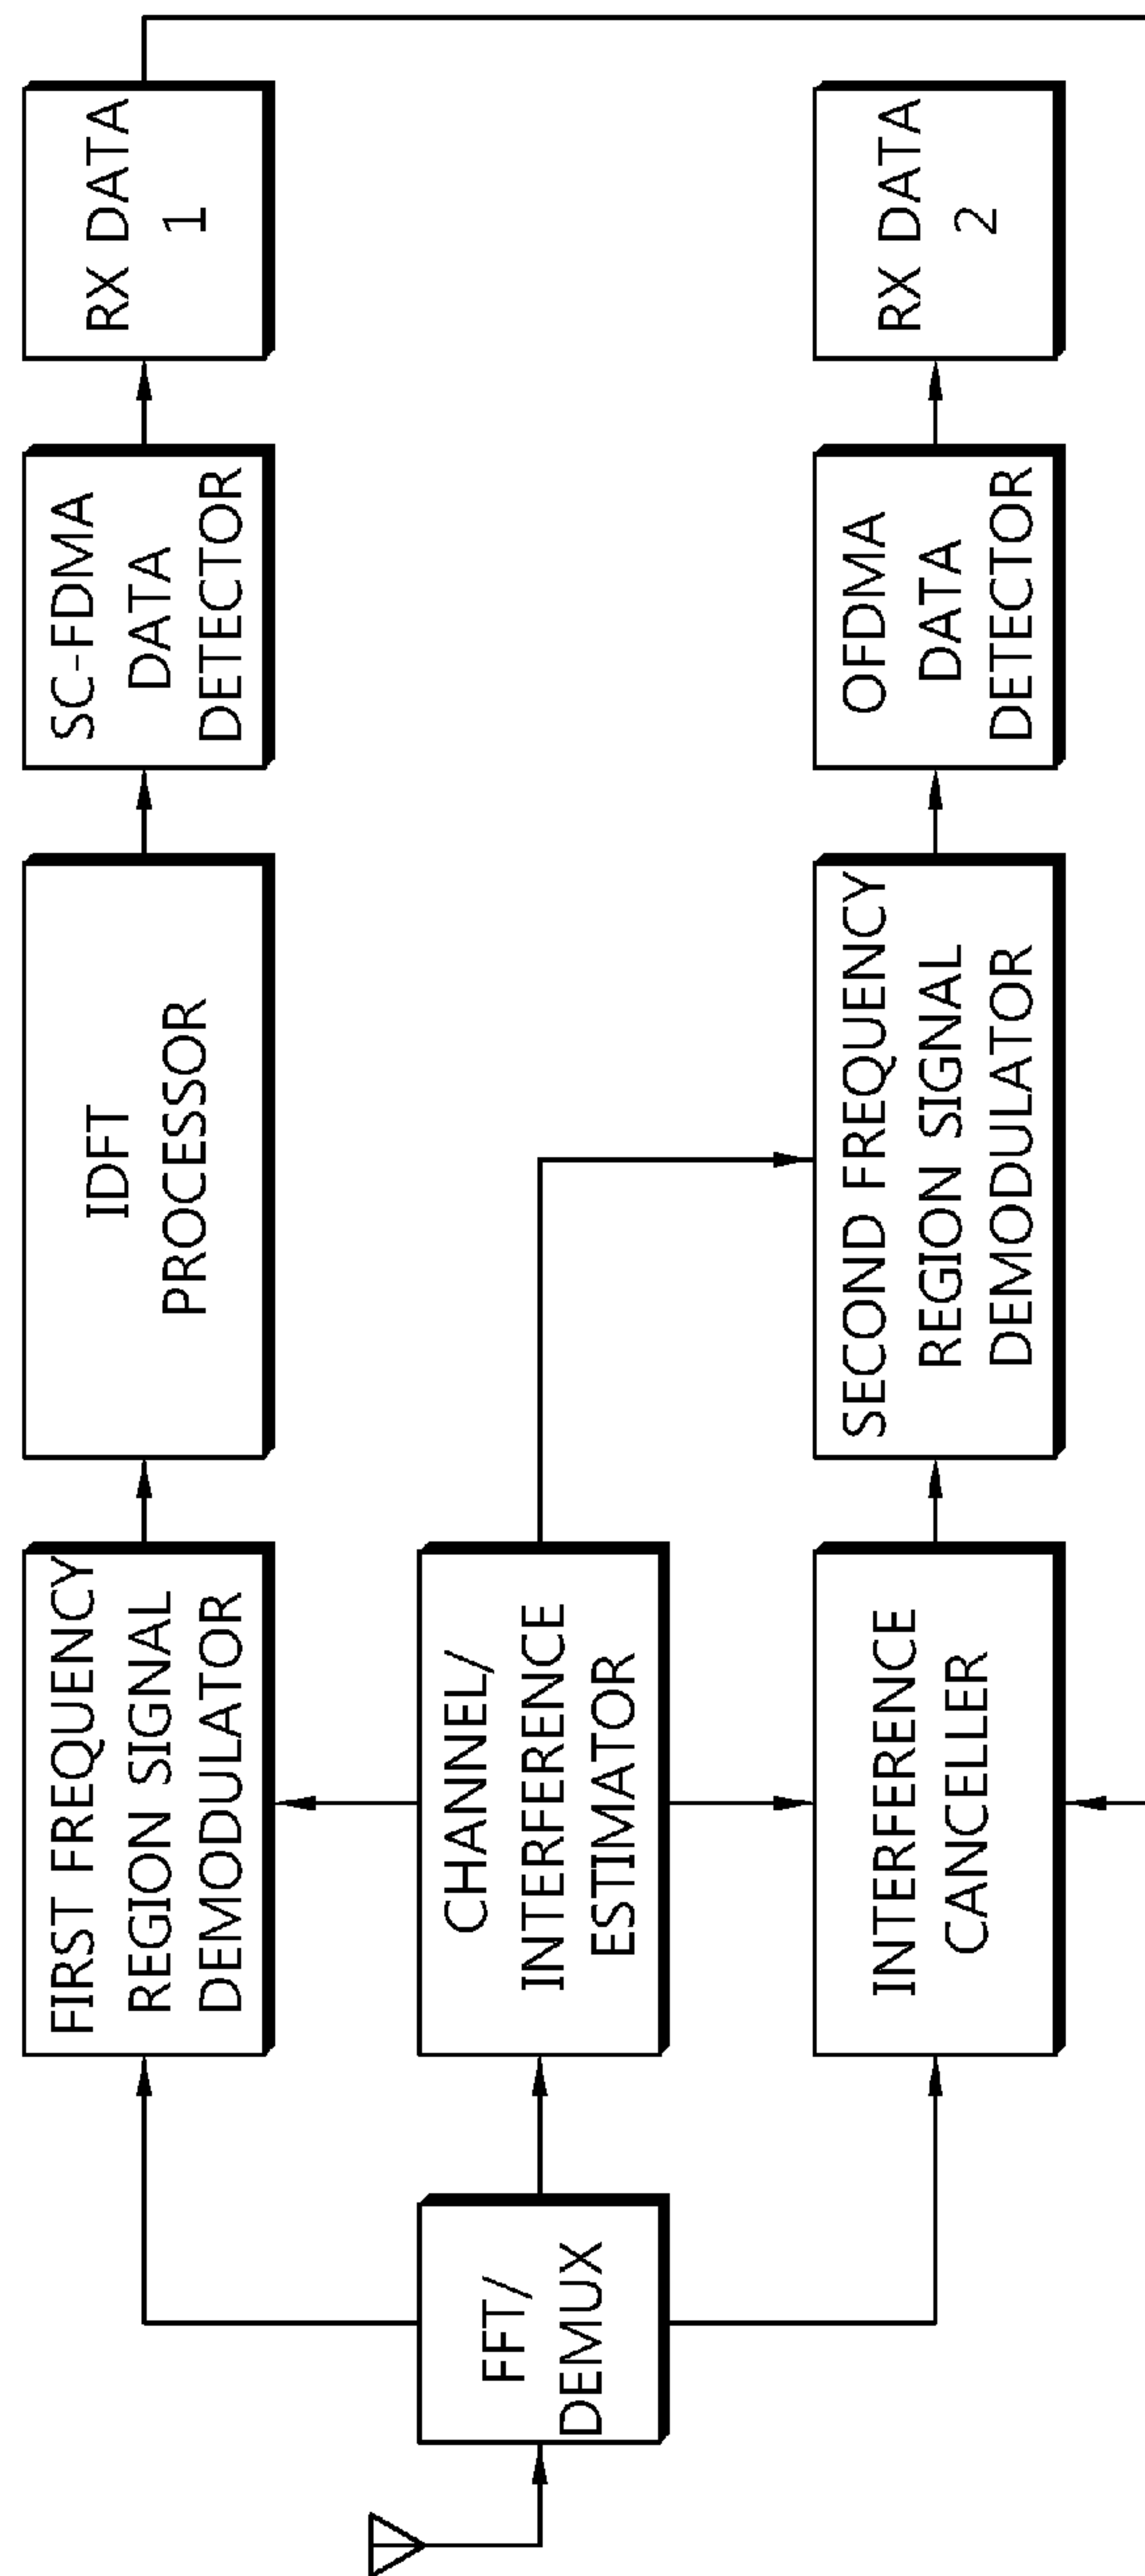 FIRST FREQUENCY
REGION SIGNAL
DEMODULATOR
IDFT
PROCESSOR
SC-FDMA
DATA
DETECTOR
RX DATA
1
FFT/
DEMUX
CHANNEL/
INTERFERENCE
ESTIMATOR
INTERFERENCE
CANCELLER
SECOND FREQUENCY
REGION SIGNAL
DEMODULATOR
OFDMA
DATA
DETECTOR
RX DATA
2